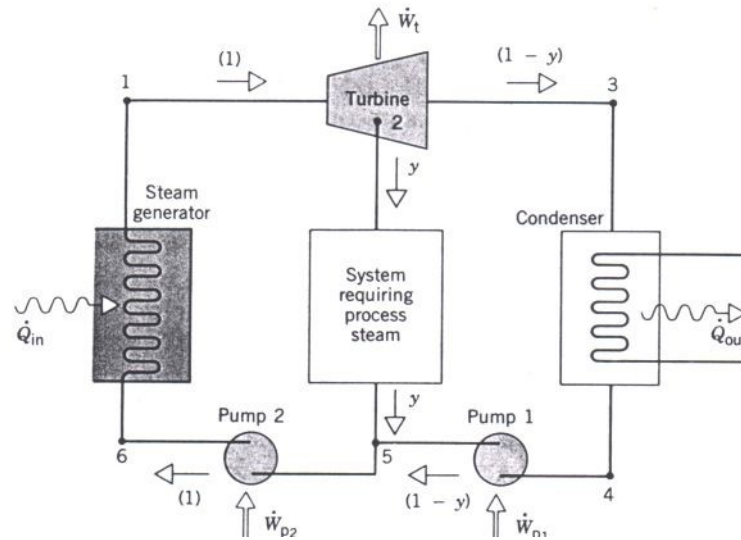 Ẇt
(1)
(1 − y)
1
3
Turbine
2
y
Steam
generator
Condenser
System
requiring
process
steam
Q̇in
Q̇ou
y
Pump 2
Pump 1
6
5
4
(1)
(1 − y)
Ẇp2
Ẇp1